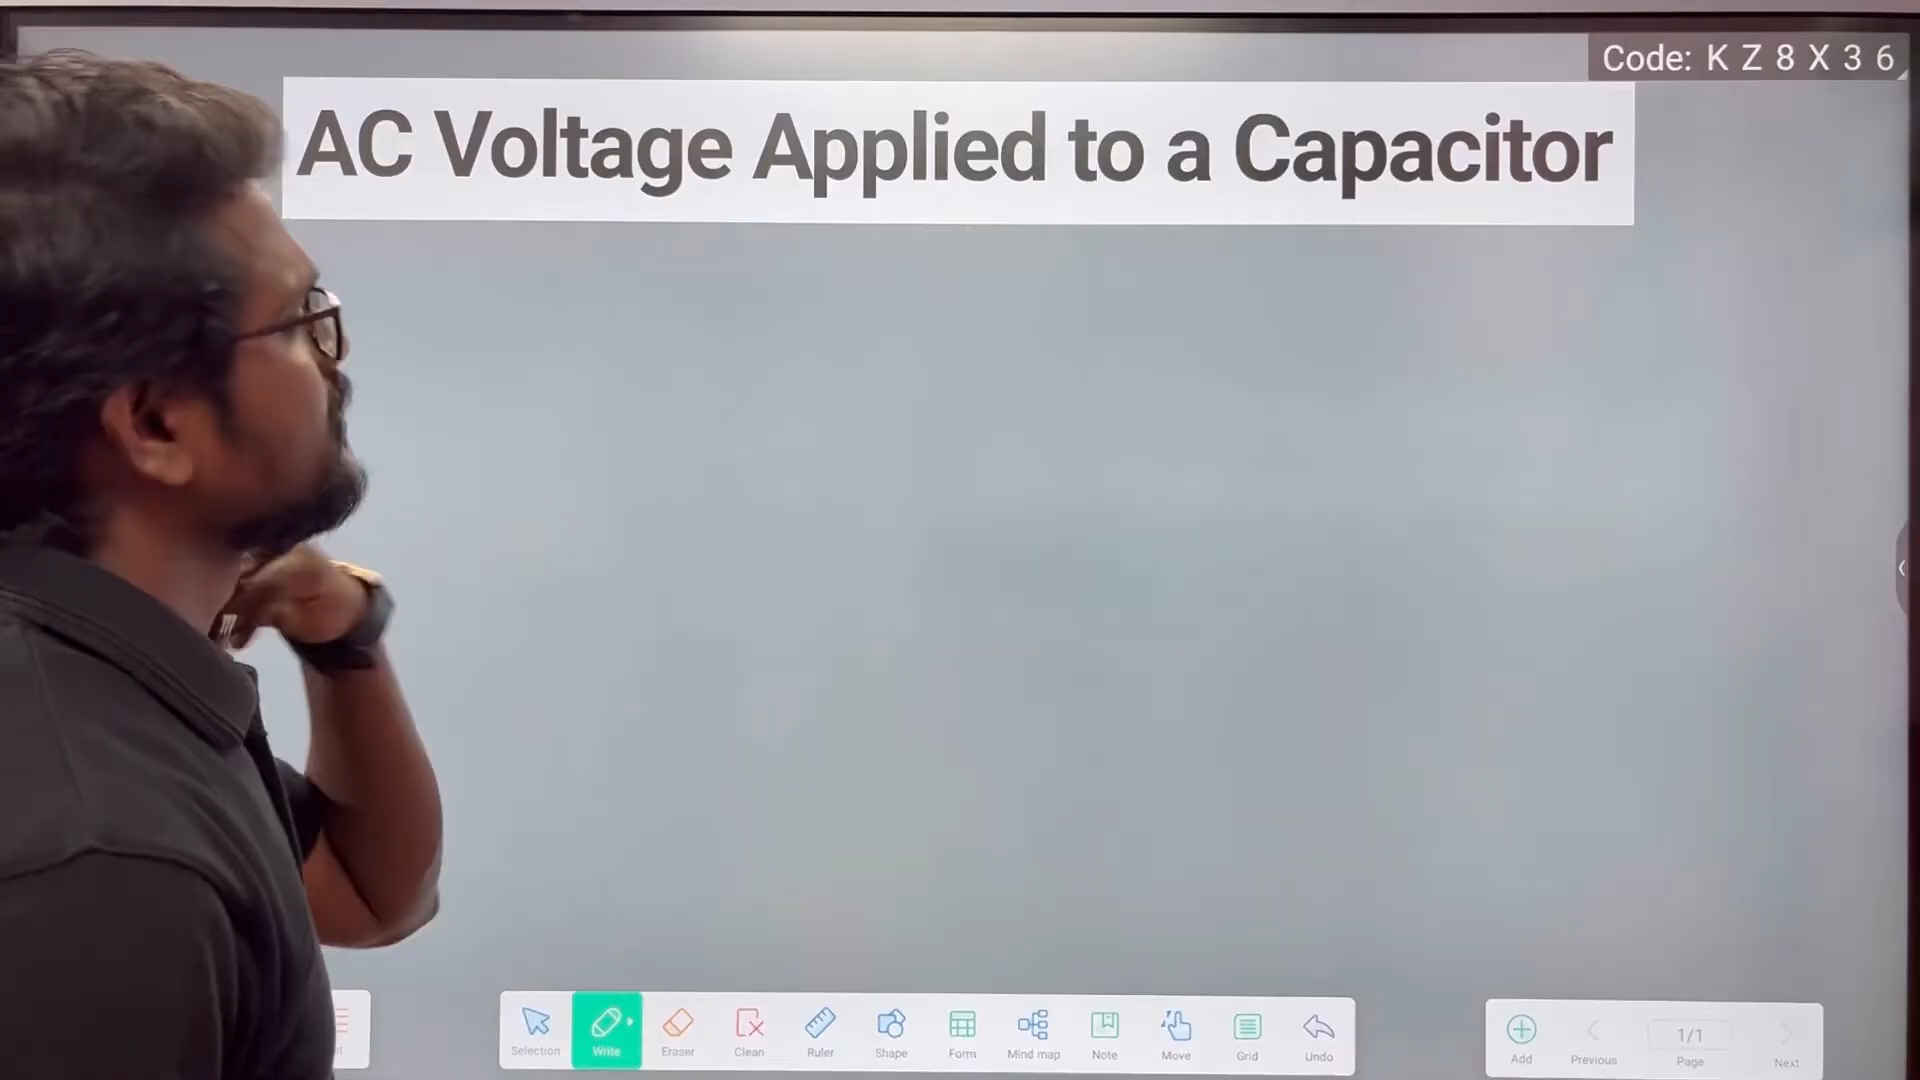 Code: K Z 8 X 3 6
AC Voltage Applied to a Capacitor
Selection
Write
Eraser
Clean
Ruler
Shape
Form
Mind map
Note
Move
Grid
Undo
Add
Previous
1/1
Page
Next